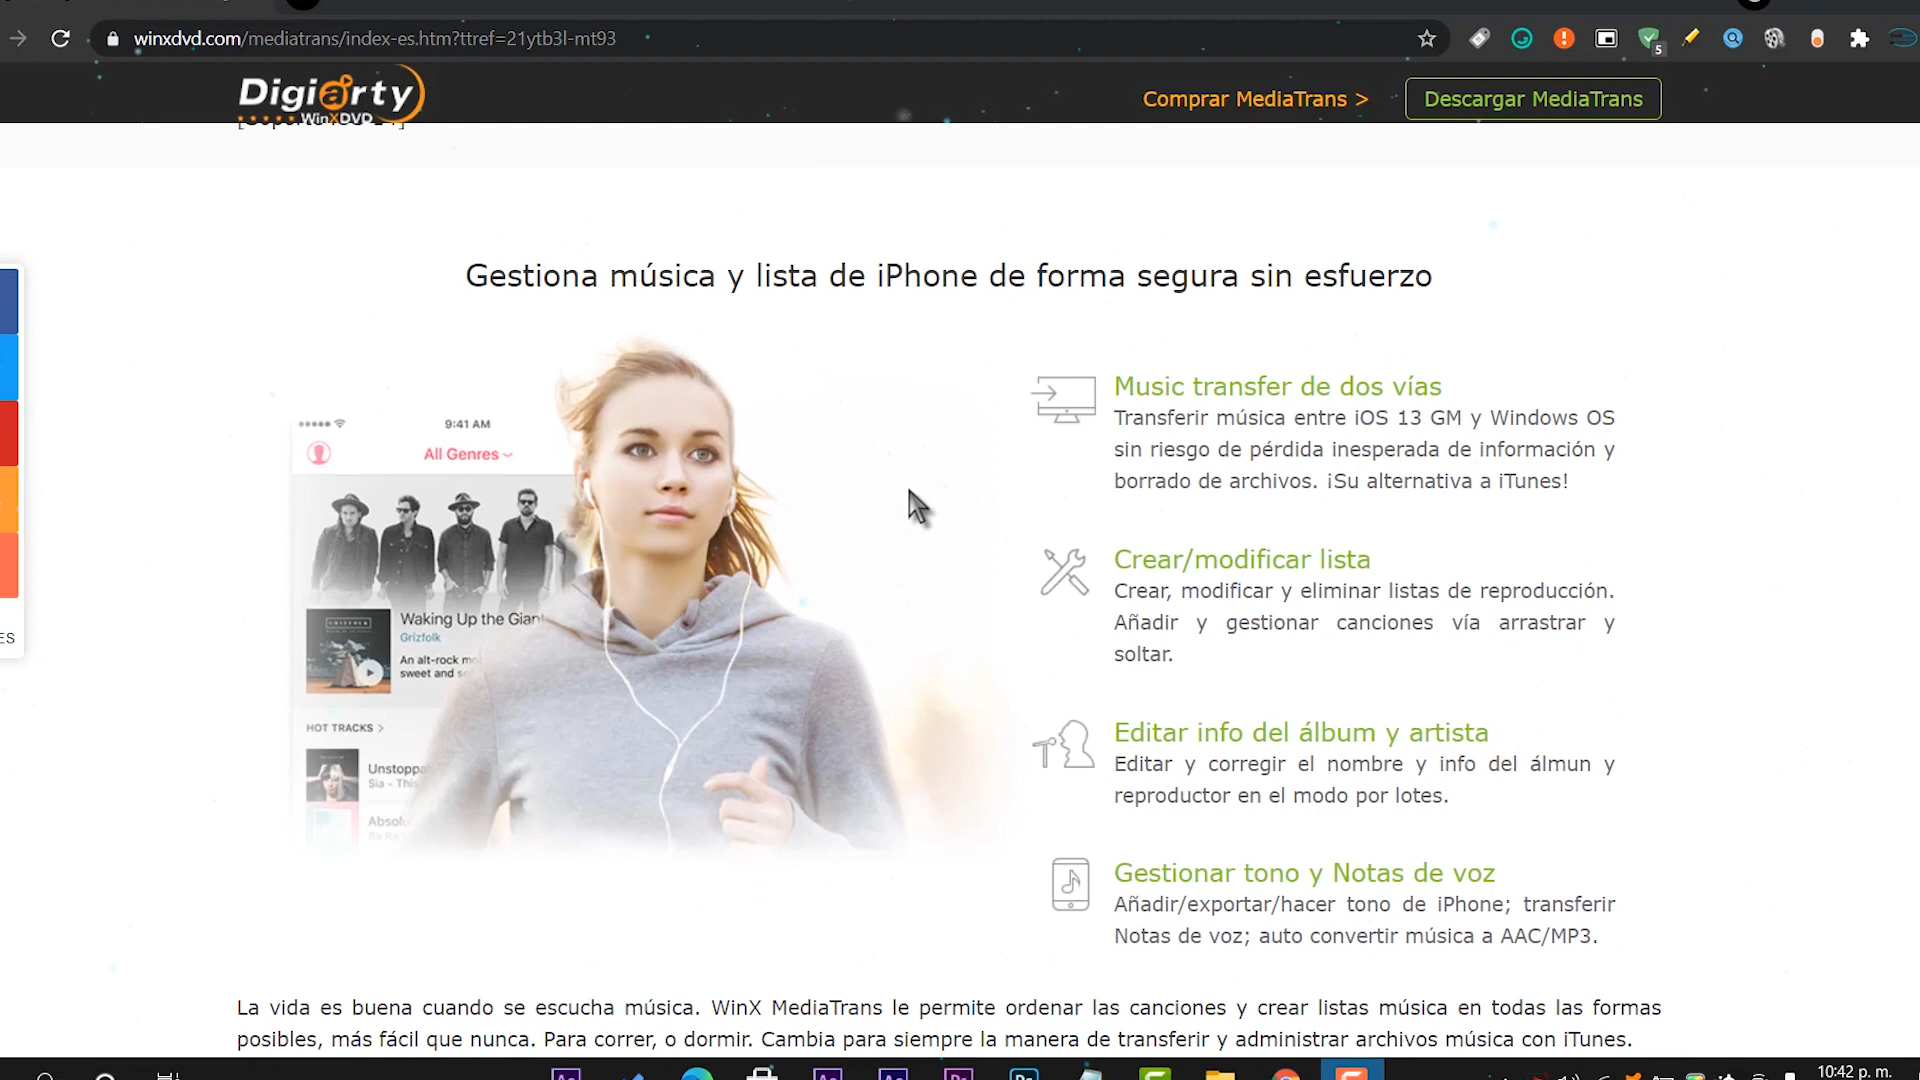 winxdvd.com/mediatrans/index-es.htm?ttref=21ytb3l-mt93
5
Digiarty
WinXDVD
Comprar MediaTrans >
Descargar MediaTrans
Gestiona música y lista de iPhone de forma segura sin esfuerzo
9:41 AM
All Genres
Waking Up the Giant
Grizfolk
An alt-rock
sweet and
HOT TRACKS >
Sia - This
GRIZFOLK
Music transfer de dos vías
Transferir música entre iOS 13 GM y Windows OS
sin riesgo de pérdida inesperada de información y
borrado de archivos. ¡Su alternativa a iTunes!
Crear/modificar lista
Crear, modificar y eliminar listas de reproducción.
Añadir y gestionar canciones vía arrastrar y
soltar.
Editar info del álbum y artista
Editar y corregir el nombre y info del álmun y
reproductor en el modo por lotes.
Gestionar tono y Notas de voz
Añadir/exportar/hacer tono de iPhone; transferir
Notas de voz; auto convertir música a AAC/MP3.
ES
La vida es buena cuando se escucha música. WinX MediaTrans le permite ordenar las canciones y crear listas música en todas las formas
posibles, más fácil que nunca. Para correr, o dormir. Cambia para siempre la manera de transferir y administrar archivos música con iTunes.
10:42 p. m.